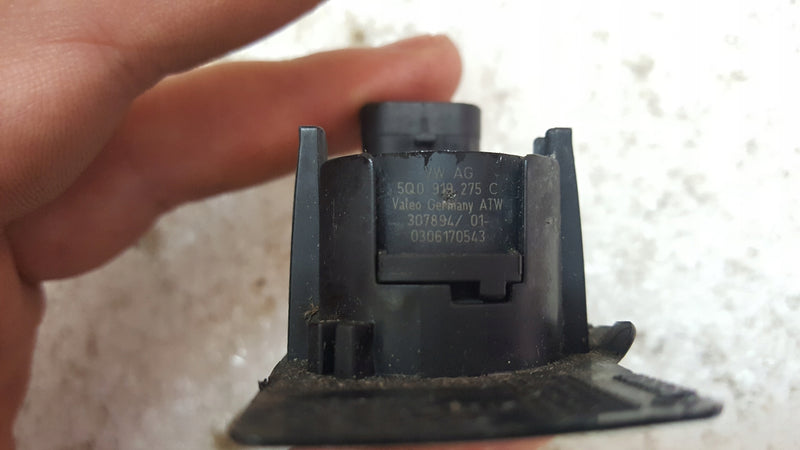 VW AG
5Q0 919 275 C
Valeo Germany ATW
307894/ 01-
0306170543